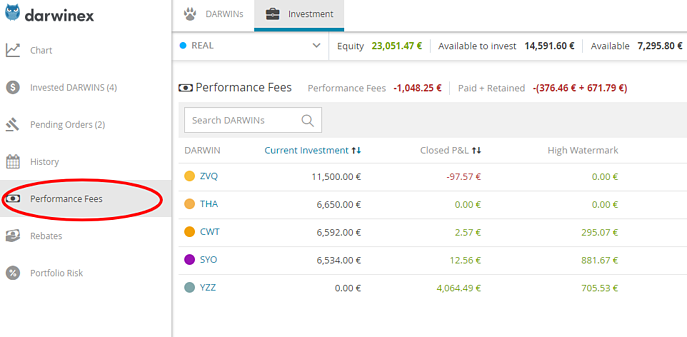 darwinex
DARWINs Investment
REAL Equity 23,051.47 € Available to invest 14,591.60 € Available 7,295.80 €
Chart
Invested DARWINS (4)
Pending Orders (2)
History
Performance Fees
Rebates
Portfolio Risk
Performance Fees Performance Fees -1,048.25 € Paid + Retained -(376.46 € + 671.79 €)
Search DARWINs
DARWIN Current Investment Closed P&L High Watermark
ZVQ 11,500.00 € -97.57 € 0.00 €
THA 6,650.00 € 0.00 € 0.00 €
CWT 6,592.00 € 2.57 € 295.07 €
SYO 6,534.00 € 12.56 € 881.67 €
YZZ 0.00 € 4,064.49 € 705.53 €